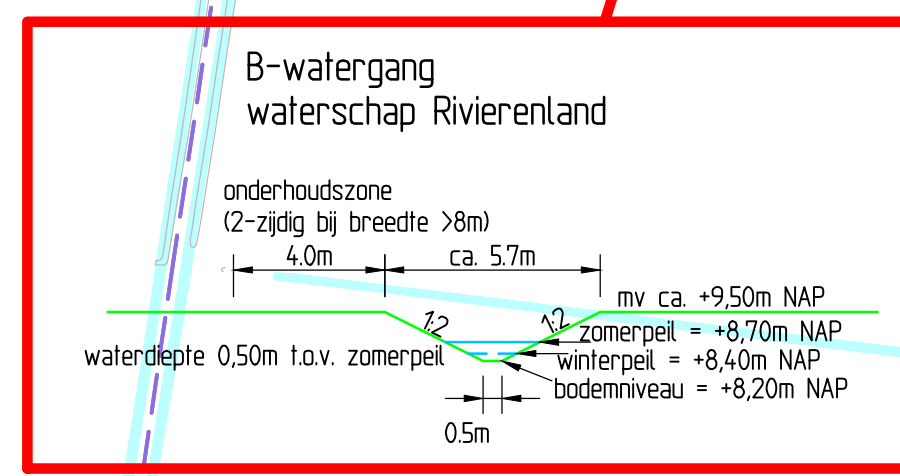 B-watergang
waterschap Rivierenland
onderhoudszone
(2-zijdig bij breedte >8m)
4.0m
ca. 5.7m
mv ca. +9,50m NAP
1:2
1:2
zomerpeil = +8,70m NAP
waterdiepte 0,50m t.o.v. zomerpeil
winterpeil = +8,40m NAP
bodemniveau = +8,20m NAP
0.5m